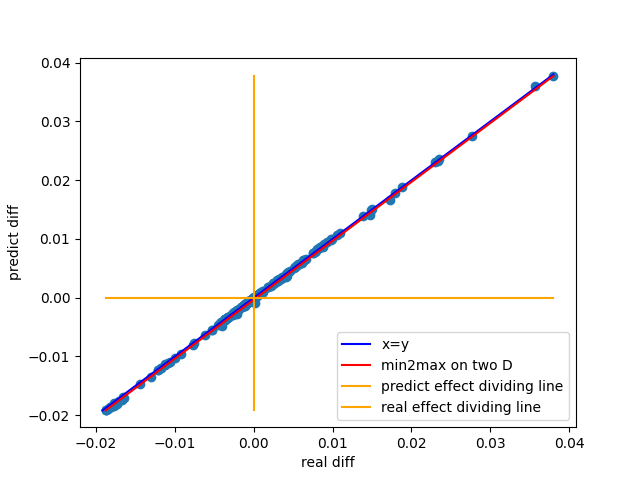 0.04
0.03
0.02
0.01
0.00
−0.01
−0.02
predict diff
x=y
min2max on two D
predict effect dividing line
real effect dividing line
−0.02 −0.01 0.00 0.01 0.02 0.03 0.04
real diff